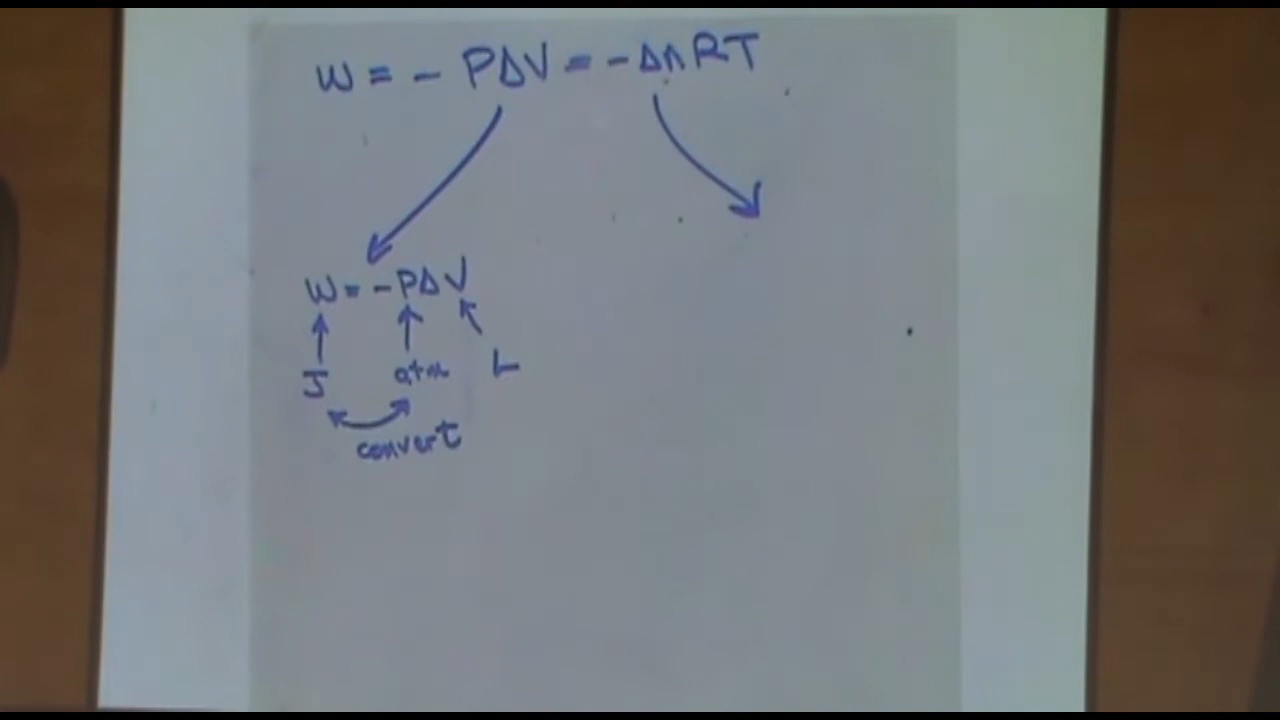 W = - PΔV = - ΔnRT
W = - PΔV
J atm L
convert